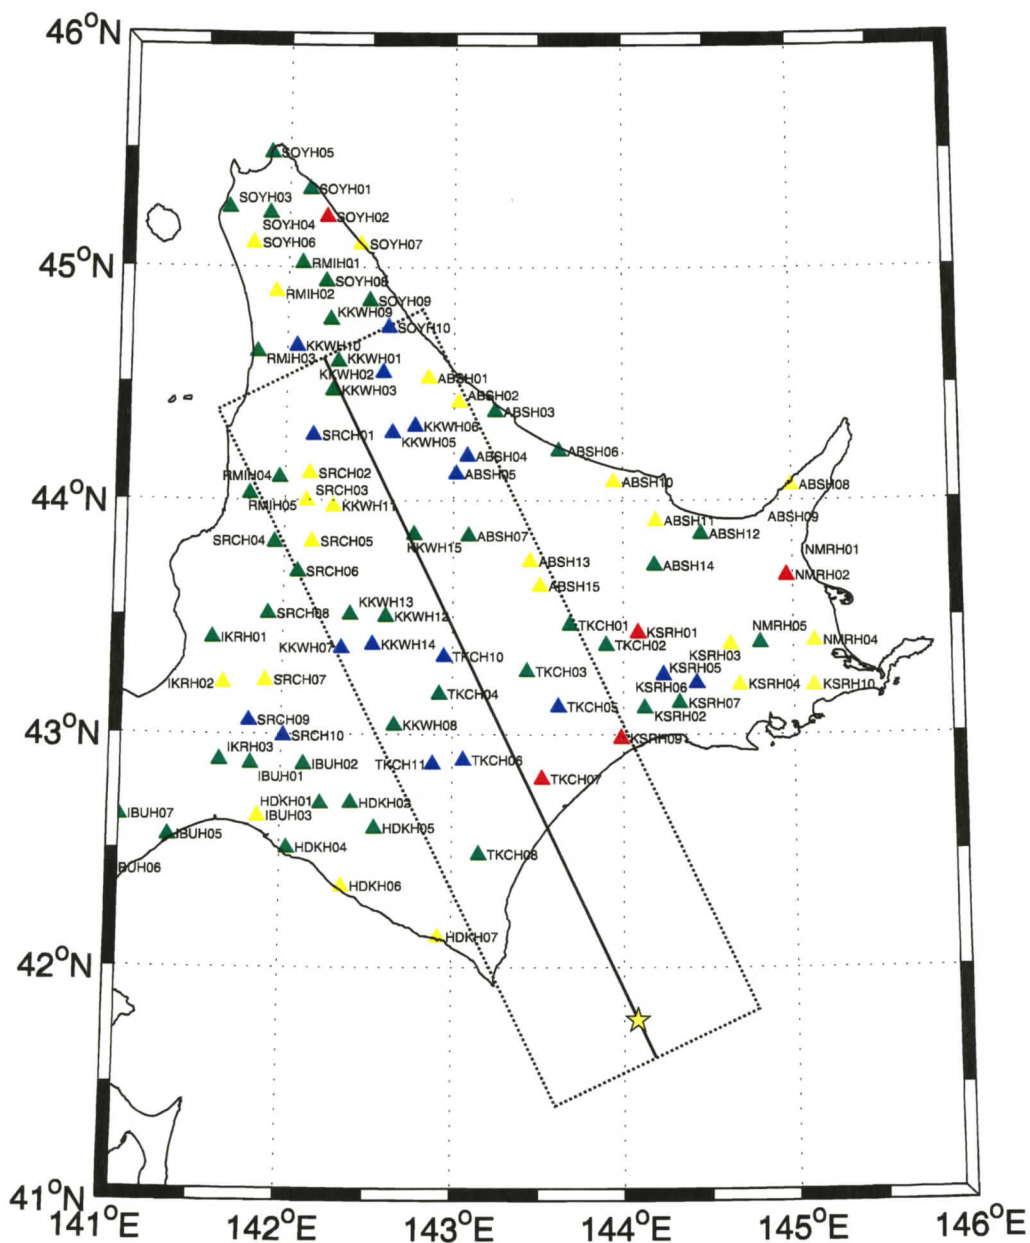 46°N
SOYH05
SOYH01
SOYH03
SOYH02
SOYH04
SOYH06
SOYH07
45°N
RMIH01
SOYH08
RMIH02
SOYH09
KKWH09
SOYH10
KKWH10
RMIH03
KKWH01
KKWH02
ABSH01
KKWH03
ABSH02
ABSH03
KKWH06
SRCH01
KKWH05
ABSH06
ABSH04
RMIH04
SRCH02
ABSH05
ABSH10
ABSH08
SRCH03
44°N
RMIH05
KKWH11
ABSH11
ABSH09
ABSH12
SRCH04
SRCH05
KKWH15
ABSH07
NMRH01
ABSH13
ABSH14
SRCH06
NMRH02
ABSH15
KKWH13
SRCH08
KKWH12
TKCH01
NMRH05
IKRH01
KSRH01
NMRH04
KKWH07
KKWH14
TKCH02
KSRH03
TKCH10
KSRH05
IKRH02
SRCH07
TKCH03
KSRH06
KSRH04
KSRH10
TKCH04
KSRH07
TKCH05
KSRH02
SRCH09
43°N
KKWH08
SRCH10
KSRH09
IKRH03
IBUH02
TKCH11
TKCH06
IBUH01
TKCH07
HDKH01
HDKH03
IBUH07
IBUH03
HDKH05
IBUH05
HDKH04
TKCH08
BUH06
HDKH06
HDKH07
42°N
41°N
141°E
142°E
143°E
144°E
145°E
146°E